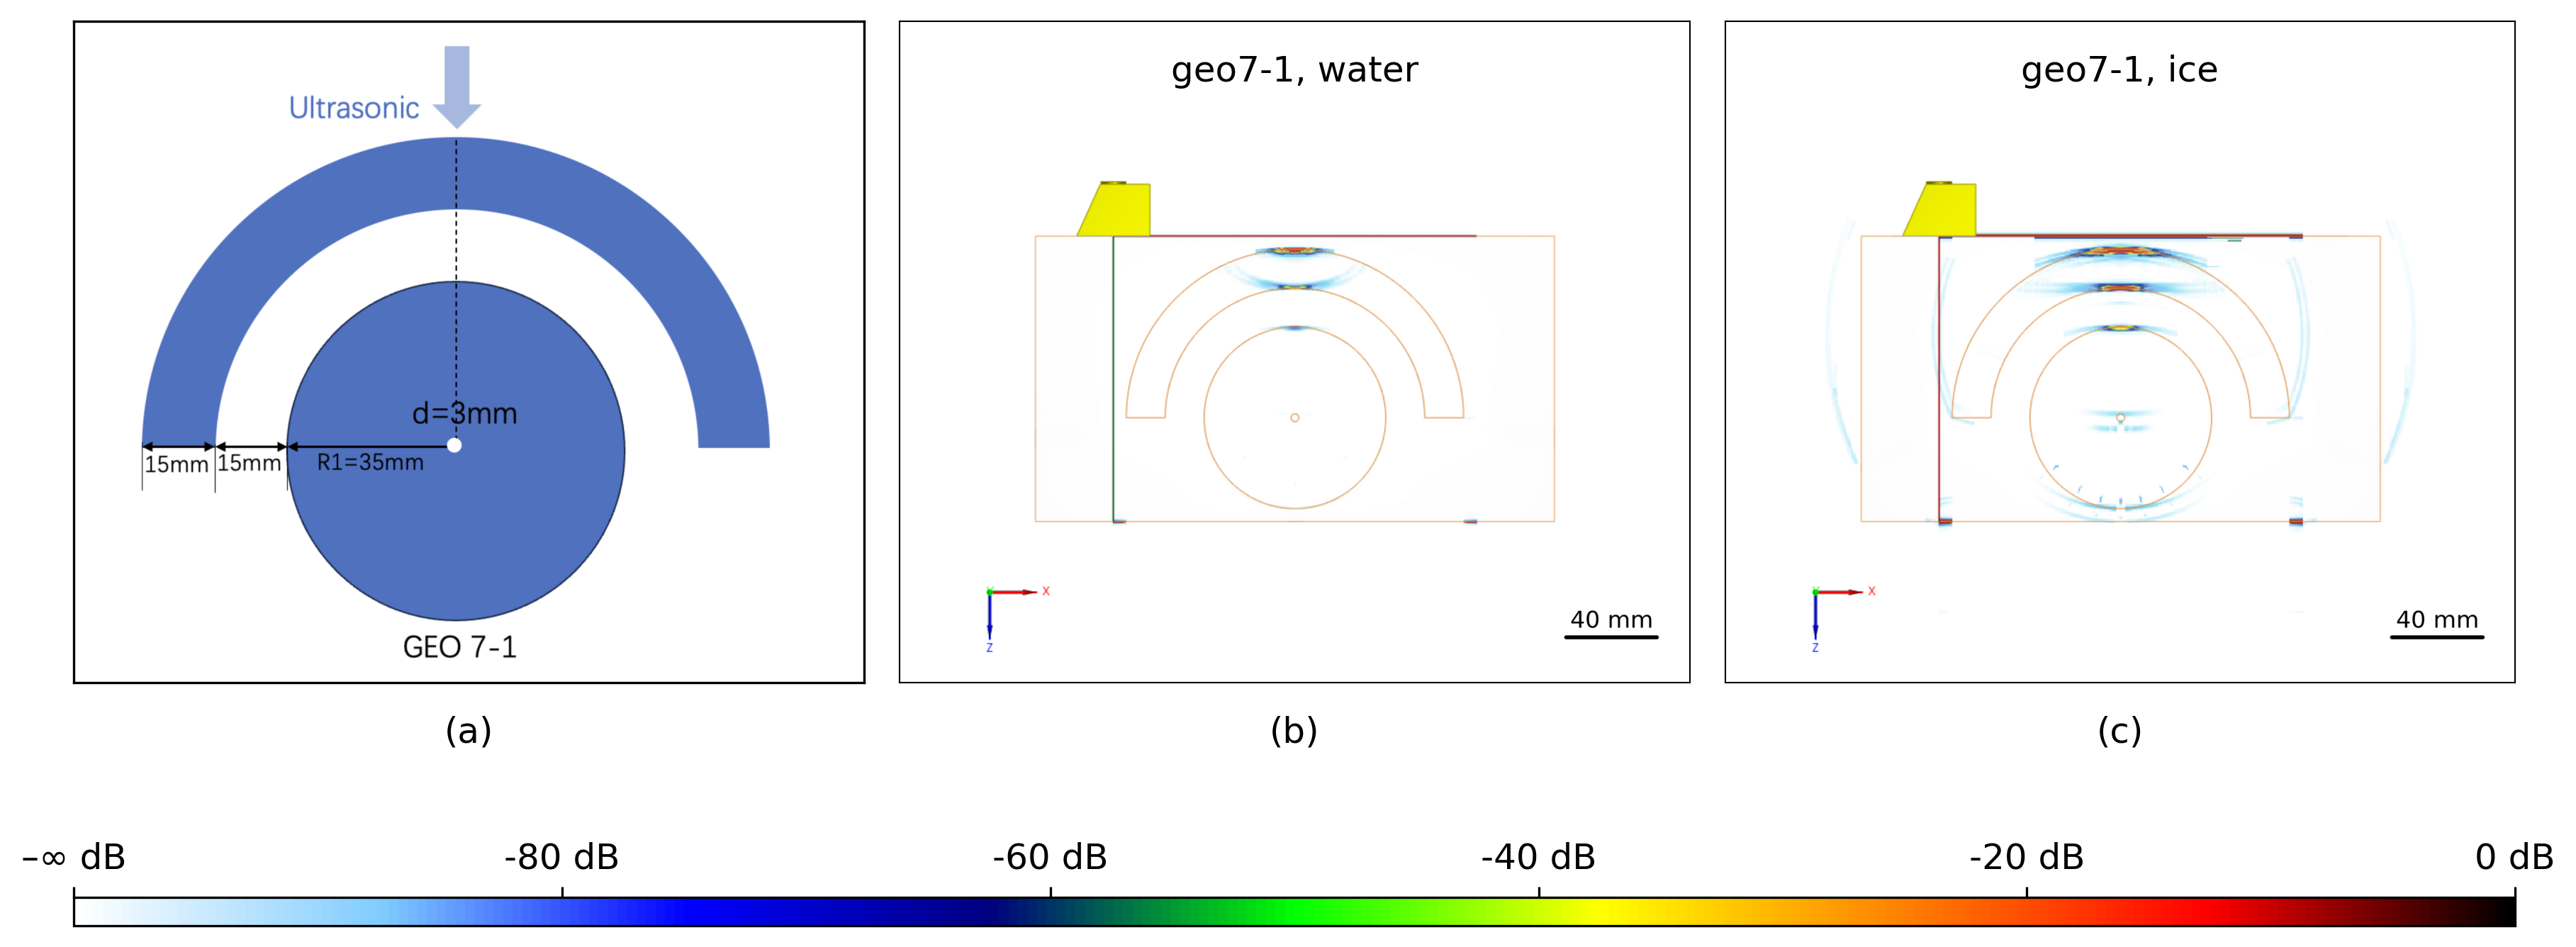 Ultrasonic
d=3mm
15mm 15mm R1=35mm
GEO 7-1
(a)
geo7-1, water
X
Z
40 mm
(b)
geo7-1, ice
X
Z
40 mm
(c)
–∞ dB -80 dB -60 dB -40 dB -20 dB 0 dB